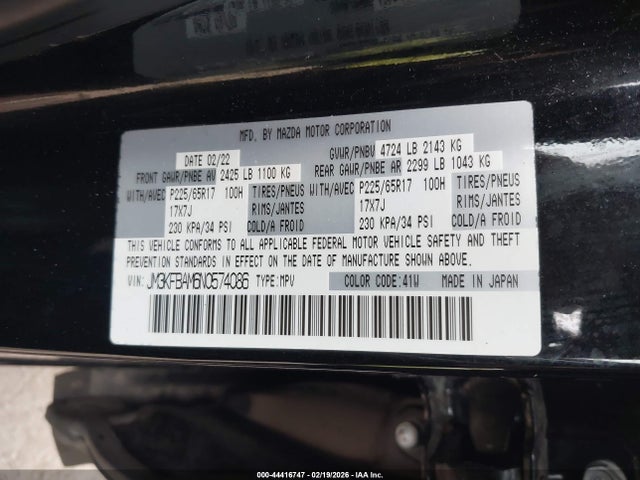 MFD. BY MAZDA MOTOR CORPORATION
DATE 02/22 GVWR/PNBV 4724 LB 2143 KG
FRONT GAWR/PNBE AV 2425 LB 1100 KG REAR GAWR/PNBE AR 2299 LB 1043 KG
WITH/AVEC P225/65R17 100H TIRES/PNEUS WITH/AVEC P225/65R17 100H TIRES/PNEUS
17X7J RIMS/JANTES 17X7J RIMS/JANTES
230 KPA/34 PSI COLD/A FROID 230 KPA/34 PSI COLD/A FROID
THIS VEHICLE CONFORMS TO ALL APPLICABLE FEDERAL MOTOR VEHICLE SAFETY AND THEFT
PREVENTION STANDARDS IN EFFECT ON THE DATE OF MANUFACTURE SHOWN ABOVE.
VIN: JM3KFBAM6N0574086 TYPE:MPV COLOR CODE:41W MADE IN JAPAN
000-44416747 - 02/19/2026 - IAA Inc.